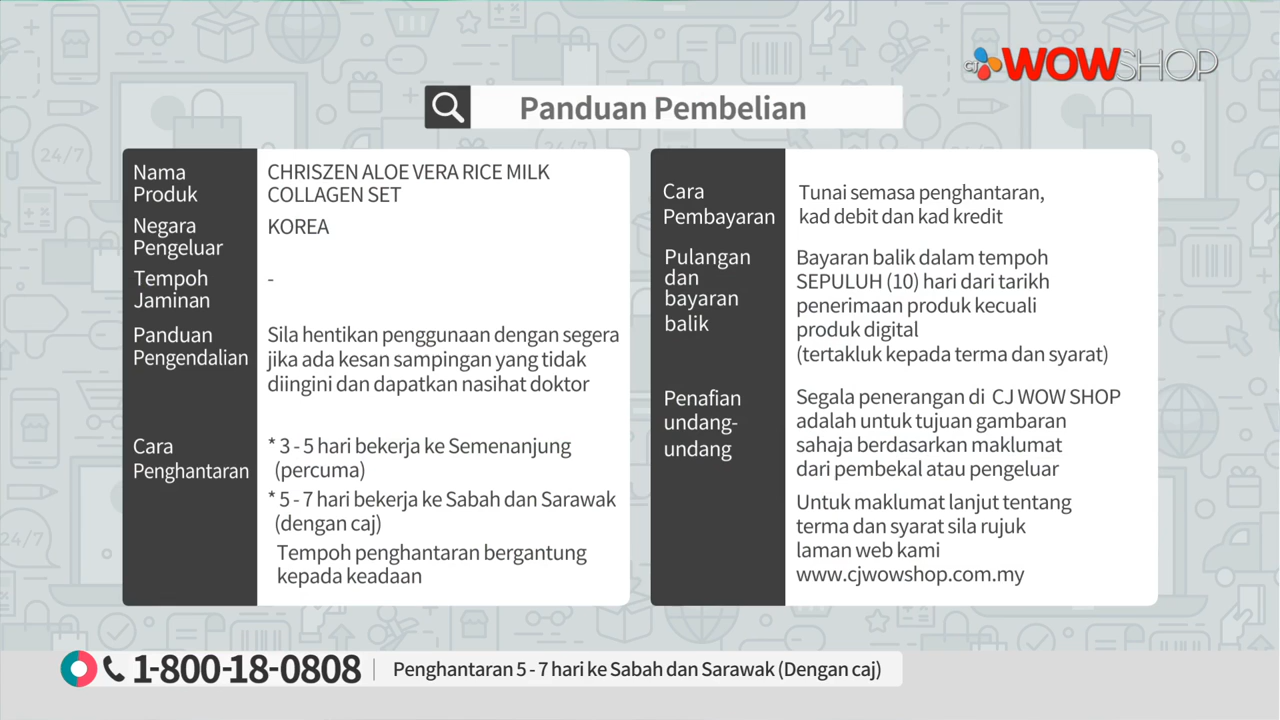 CJ WOWSHOP
Panduan Pembelian
Nama
Produk
CHRISZEN ALOE VERA RICE MILK
COLLAGEN SET
Negara
Pengeluar
KOREA
Tempoh
Jaminan
-
Panduan
Pengendalian
Sila hentikan penggunaan dengan segera
jika ada kesan sampingan yang tidak
diingini dan dapatkan nasihat doktor
Cara
Penghantaran
* 3 - 5 hari bekerja ke Semenanjung
(percuma)
* 5 - 7 hari bekerja ke Sabah dan Sarawak
(dengan caj)
Tempoh penghantaran bergantung
kepada keadaan
Cara
Pembayaran
Tunai semasa penghantaran,
kad debit dan kad kredit
Pulangan
dan
bayaran
balik
Bayaran balik dalam tempoh
SEPULUH (10) hari dari tarikh
penerimaan produk kecuali
produk digital
(tertakluk kepada terma dan syarat)
Penafian
undang-
undang
Segala penerangan di CJ WOW SHOP
adalah untuk tujuan gambaran
sahaja berdasarkan maklumat
dari pembekal atau pengeluar
Untuk maklumat lanjut tentang
terma dan syarat sila rujuk
laman web kami
www.cjwowshop.com.my
24/7
24/7
1-800-18-0808
Penghantaran 5 - 7 hari ke Sabah dan Sarawak (Dengan caj)